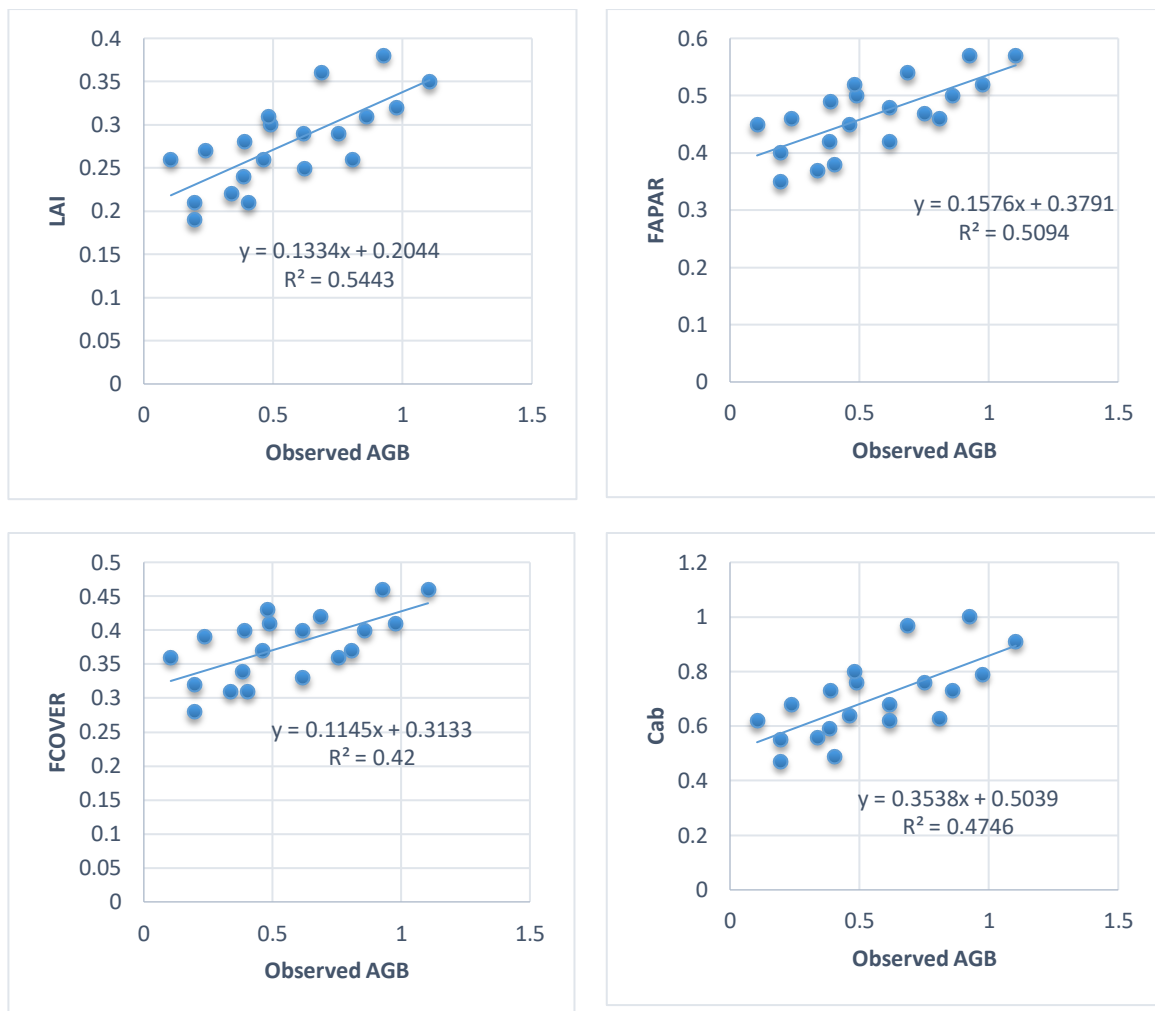 0.4
0.35
0.3
0.25
0.2
0.15
0.1
0.05
0
LAI
y = 0.1334x + 0.2044
R² = 0.5443
0 0.5 1 1.5
Observed AGB
0.6
0.5
0.4
0.3
0.2
0.1
0
FAPAR
y = 0.1576x + 0.3791
R² = 0.5094
0 0.5 1 1.5
Observed AGB
0.5
0.45
0.4
0.35
0.3
0.25
0.2
0.15
0.1
0.05
0
FCOVER
y = 0.1145x + 0.3133
R² = 0.42
0 0.5 1 1.5
Observed AGB
1.2
1
0.8
0.6
0.4
0.2
0
Cab
y = 0.3538x + 0.5039
R² = 0.4746
0 0.5 1 1.5
Observed AGB